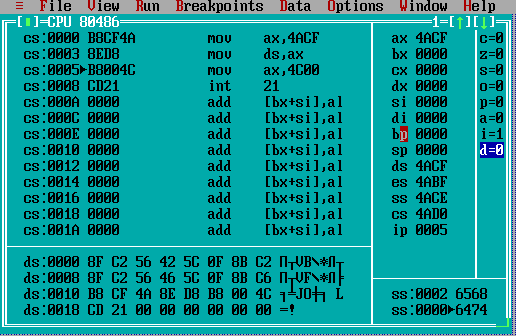 ≡ File View Run Breakpoints Data Options Window Help
[■]=CPU 80486 1=[↑][↓]
cs:0000 B8CF4A mov ax,4ACF ax 4ACF c=0
cs:0003 8ED8 mov ds,ax bx 0000 z=0
cs:0005►B8004C mov ax,4C00 cx 0000 s=0
cs:0008 CD21 int 21 dx 0000 o=0
cs:000A 0000 add [bx+si],al si 0000 p=0
cs:000C 0000 add [bx+si],al di 0000 a=0
cs:000E 0000 add [bx+si],al bp 0000 i=1
cs:0010 0000 add [bx+si],al sp 0000 d=0
cs:0012 0000 add [bx+si],al ds 4ACF
cs:0014 0000 add [bx+si],al es 4ABF
cs:0016 0000 add [bx+si],al ss 4ACE
cs:0018 0000 add [bx+si],al cs 4AD0
cs:001A 0000 add [bx+si],al ip 0005
ds:0000 8F C2 56 42 5C 0F 8B C2 П┬VB\☼П┬
ds:0008 8F C2 56 46 5C 0F 8B C6 П┬VF\☼П╞
ds:0010 B8 CF 4A 8E D8 B8 00 4C ╕╧JО╪╕ L ss:0002 6568
ds:0018 CD 21 00 00 00 00 00 00 =! ss:0000►6474